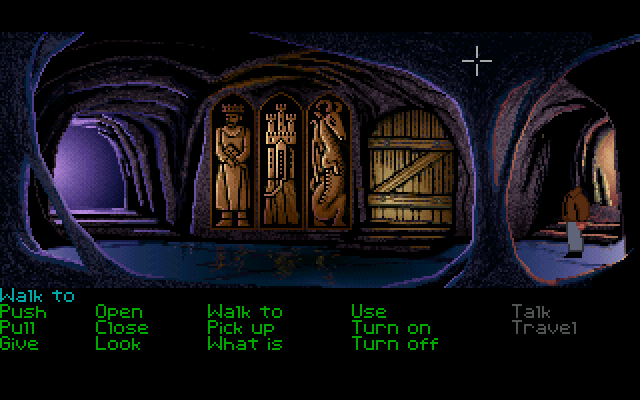 Walk to
Push Open Walk to Use Talk
Pull Close Pick up Turn on Travel
Give Look What is Turn off